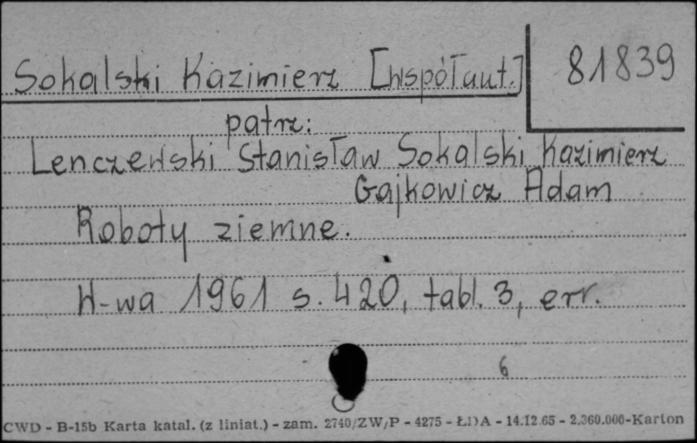 Sokalski Kazimierz [współaut.] 81839
patrz:
Lenczewski Stanisław Sokalski Kazimierz
Gajkowicz Adam
Roboty ziemne.
W-wa 1961 s. 420, tabl. 3, err.
6
CWD - B-15b Karta katal. (z liniat.) - zam. 2740/ZW/P - 4275 - ŁDA - 14.12.65 - 2.360.000-Karton